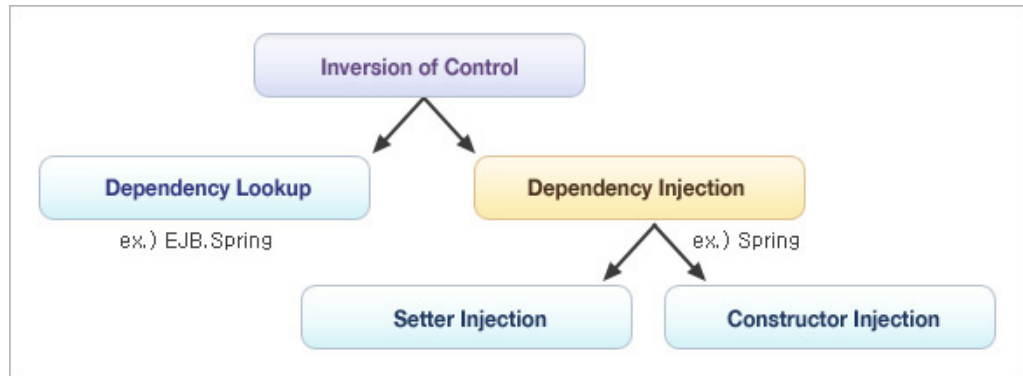 Inversion of Control
Dependency Lookup
Dependency Injection
ex.) EJB.Spring
ex.) Spring
Setter Injection
Constructor Injection